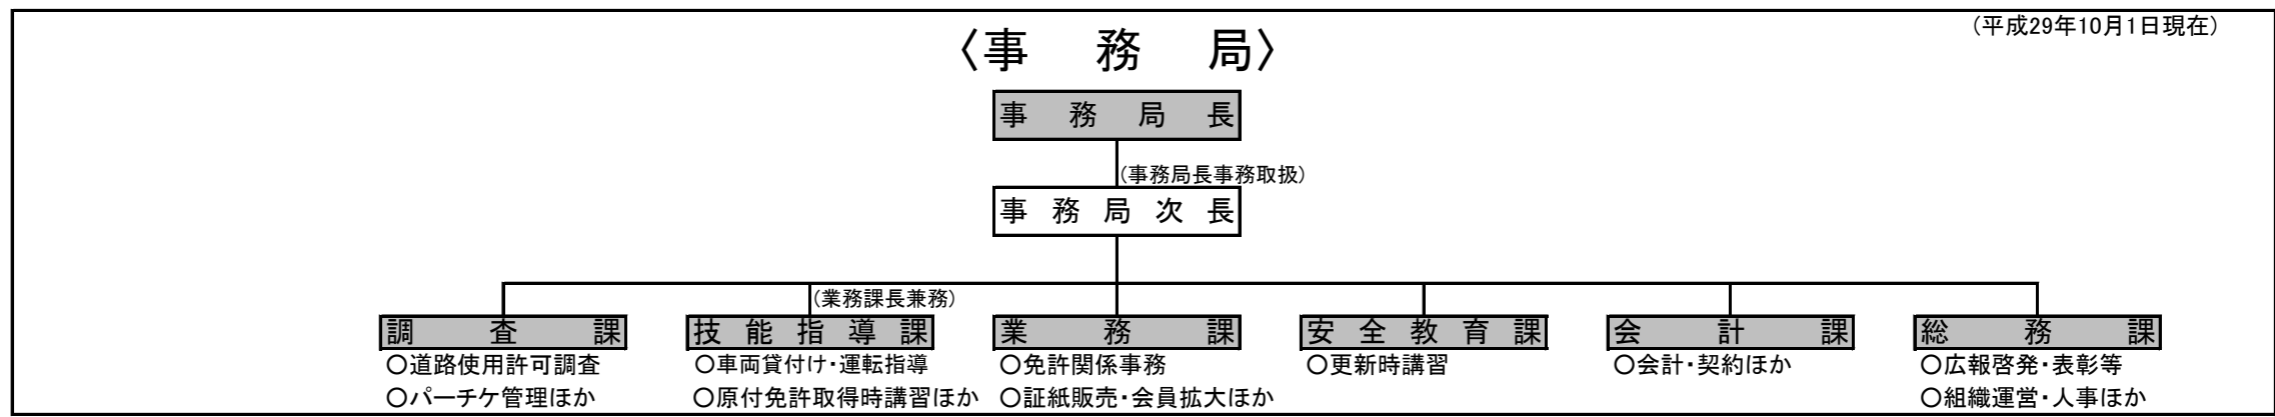 (平成29年10月1日現在)
〈事 務 局〉
事 務 局 長
(事務局長事務取扱)
事 務 局 次 長
(業務課長兼務)
調 査 課
○道路使用許可調査
○パーチケ管理ほか
技 能 指 導 課
○車両貸付け・運転指導
○原付免許取得時講習ほか
業 務 課
○免許関係事務
○証紙販売・会員拡大ほか
安 全 教 育 課
○更新時講習
会 計 課
○会計・契約ほか
総 務 課
○広報啓発・表彰等
○組織運営・人事ほか